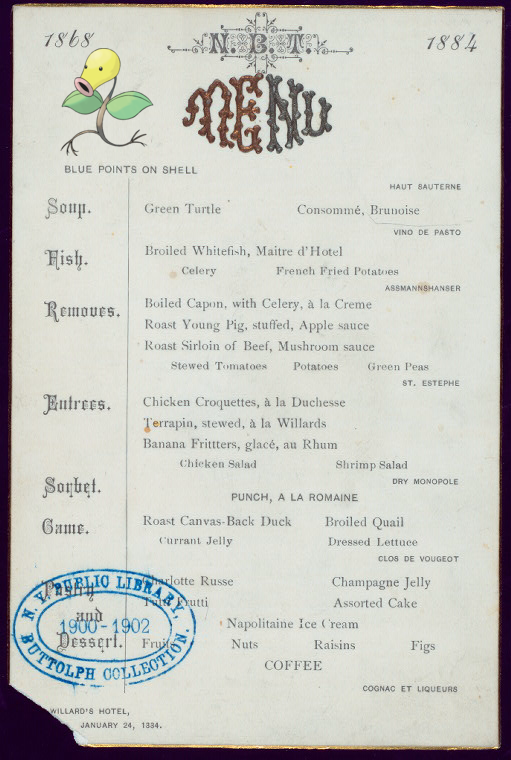 1868
N. B. T.
1884
MENU
BLUE POINTS ON SHELL
HAUT SAUTERNE
Soup.
Green Turtle Consommé, Brunoise
VINO DE PASTO
Fish.
Broiled Whitefish, Maitre d'Hotel
Celery French Fried Potatoes
ASSMANNSHANSER
Removes.
Boiled Capon, with Celery, à la Creme
Roast Young Pig, stuffed, Apple sauce
Roast Sirloin of Beef, Mushroom sauce
Stewed Tomatoes Potatoes Green Peas
ST. ESTEPHE
Entrees.
Chicken Croquettes, à la Duchesse
Terrapin, stewed, à la Willards
Banana Frittters, glacé, au Rhum
Chicken Salad Shrimp Salad
DRY MONOPOLE
Sorbet.
PUNCH, A LA ROMAINE
Game.
Roast Canvas-Back Duck Broiled Quail
Currant Jelly Dressed Lettuce
CLOS DE VOUGEOT
Pastry and Dessert.
Charlotte Russe Champagne Jelly
Tutti Frutti Assorted Cake
Napolitaine Ice Cream
Fruit Nuts Raisins Figs
COFFEE
COGNAC ET LIQUEURS
N. Y. PUBLIC LIBRARY,
1900-1902
BUTTOLPH COLLECTION.
WILLARD'S HOTEL,
JANUARY 24, 1884.